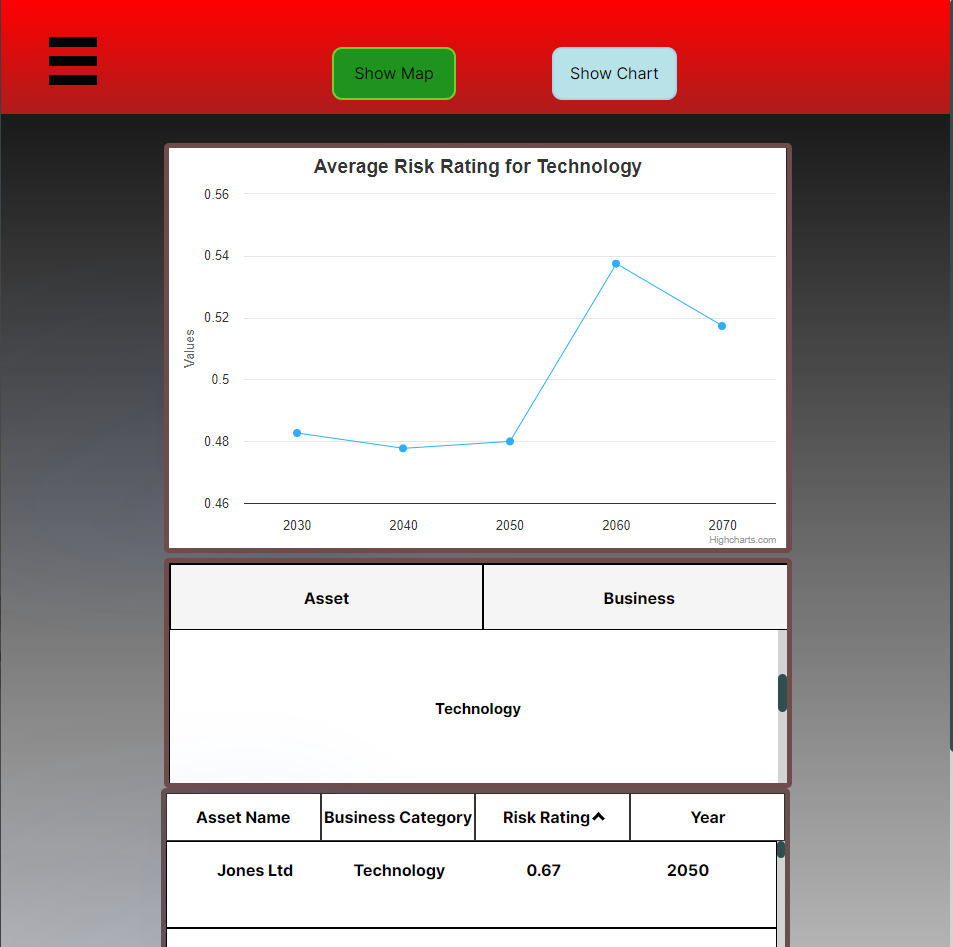 Show Map Show Chart
Average Risk Rating for Technology
0.56
0.54
0.52
0.5
0.48
0.46
Values
2030 2040 2050 2060 2070
Highcharts.com
Asset Business
Technology
Asset Name Business Category Risk Rating Year
Jones Ltd Technology 0.67 2050